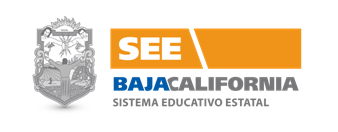 SEE
BAJACALIFORNIA
SISTEMA EDUCATIVO ESTATAL